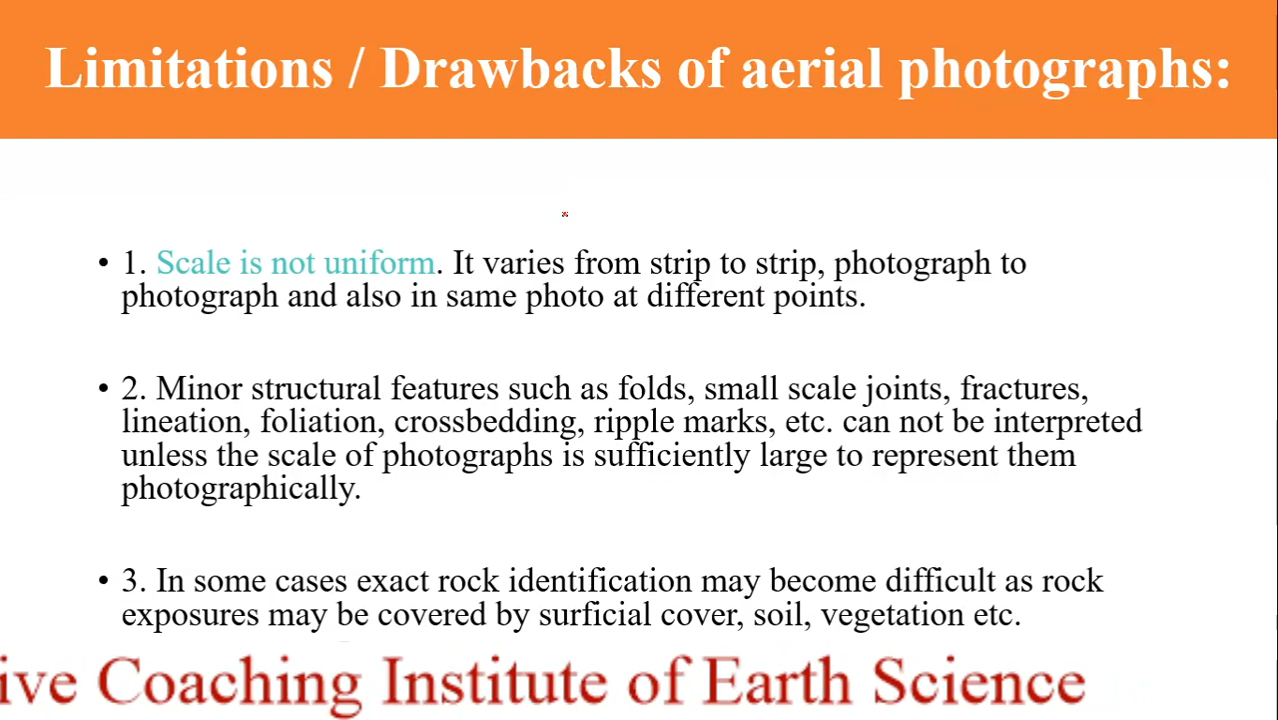 Limitations / Drawbacks of aerial photographs:
• 1. Scale is not uniform. It varies from strip to strip, photograph to
photograph and also in same photo at different points.
• 2. Minor structural features such as folds, small scale joints, fractures,
lineation, foliation, crossbedding, ripple marks, etc. can not be interpreted
unless the scale of photographs is sufficiently large to represent them
photographically.
• 3. In some cases exact rock identification may become difficult as rock
exposures may be covered by surficial cover, soil, vegetation etc.
ive Coaching Institute of Earth Science